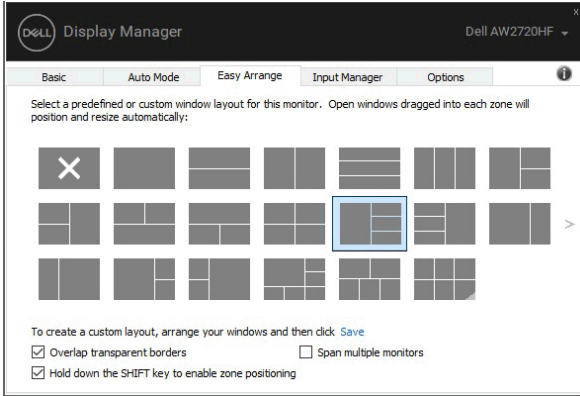 DELL Display Manager
Dell AW2720HF
Basic
Auto Mode
Easy Arrange
Input Manager
Options
Select a predefined or custom window layout for this monitor. Open windows dragged into each zone will
position and resize automatically:
To create a custom layout, arrange your windows and then click Save
Overlap transparent borders
Span multiple monitors
Hold down the SHIFT key to enable zone positioning